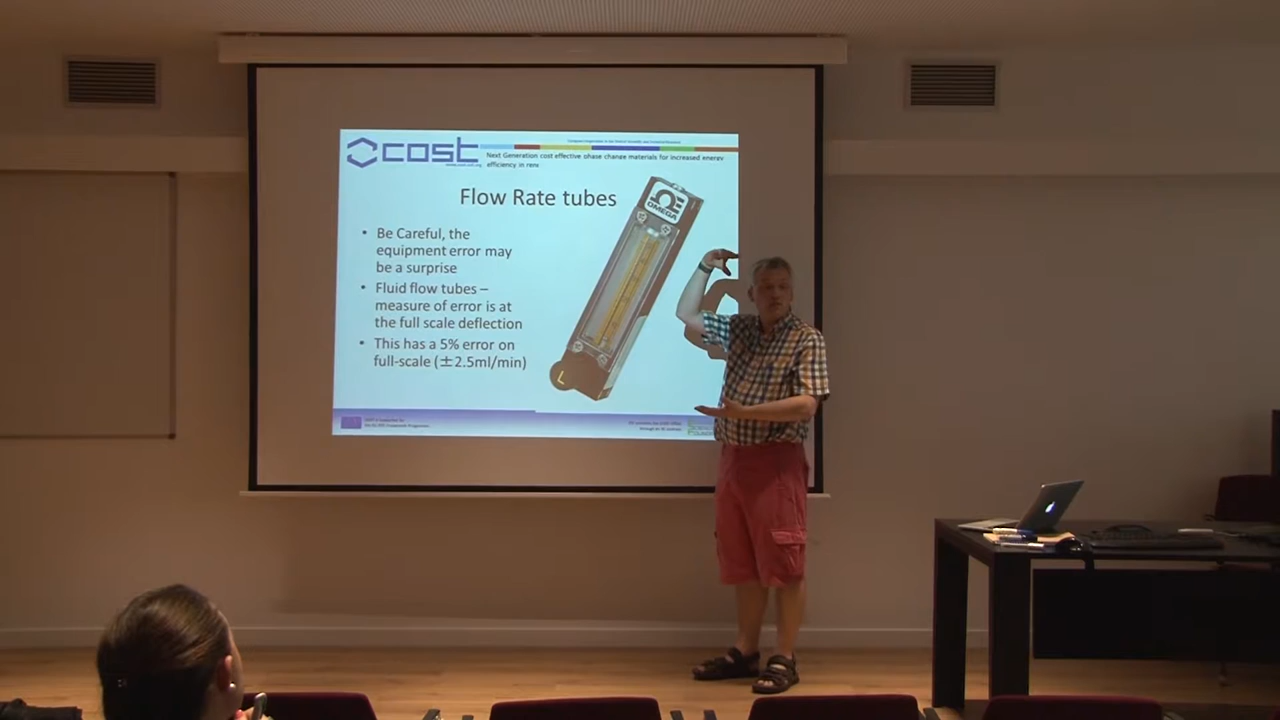 cost
Next Generation cost effective phase change materials for increased energy
efficiency in rene
Flow Rate tubes
OMEGA
• Be Careful, the
equipment error may
be a surprise
• Fluid flow tubes –
measure of error is at
the full scale deflection
• This has a 5% error on
full-scale (±2.5ml/min)
L